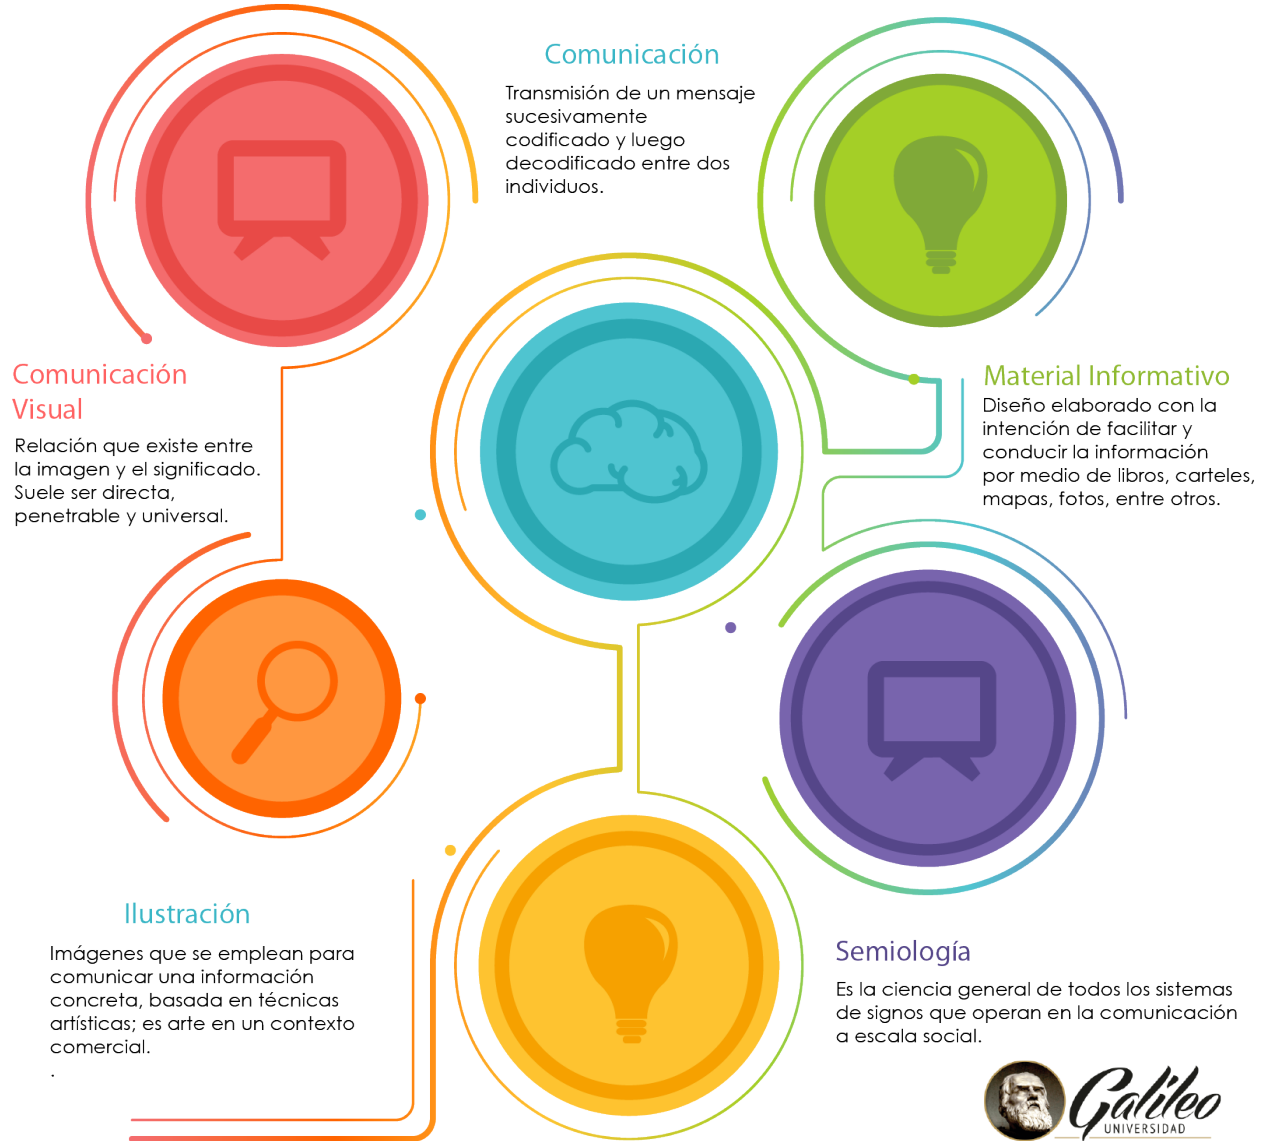 Comunicación
Transmisión de un mensaje
sucesivamente
codificado y luego
decodificado entre dos
individuos.
Comunicación
Visual
Relación que existe entre
la imagen y el significado.
Suele ser directa,
penetrable y universal.
Material Informativo
Diseño elaborado con la
intención de facilitar y
conducir la información
por medio de libros, carteles,
mapas, fotos, entre otros.
Ilustración
Imágenes que se emplean para
comunicar una información
concreta, basada en técnicas
artísticas; es arte en un contexto
comercial.
.
Semiología
Es la ciencia general de todos los sistemas
de signos que operan en la comunicación
a escala social.
Galileo
UNIVERSIDAD